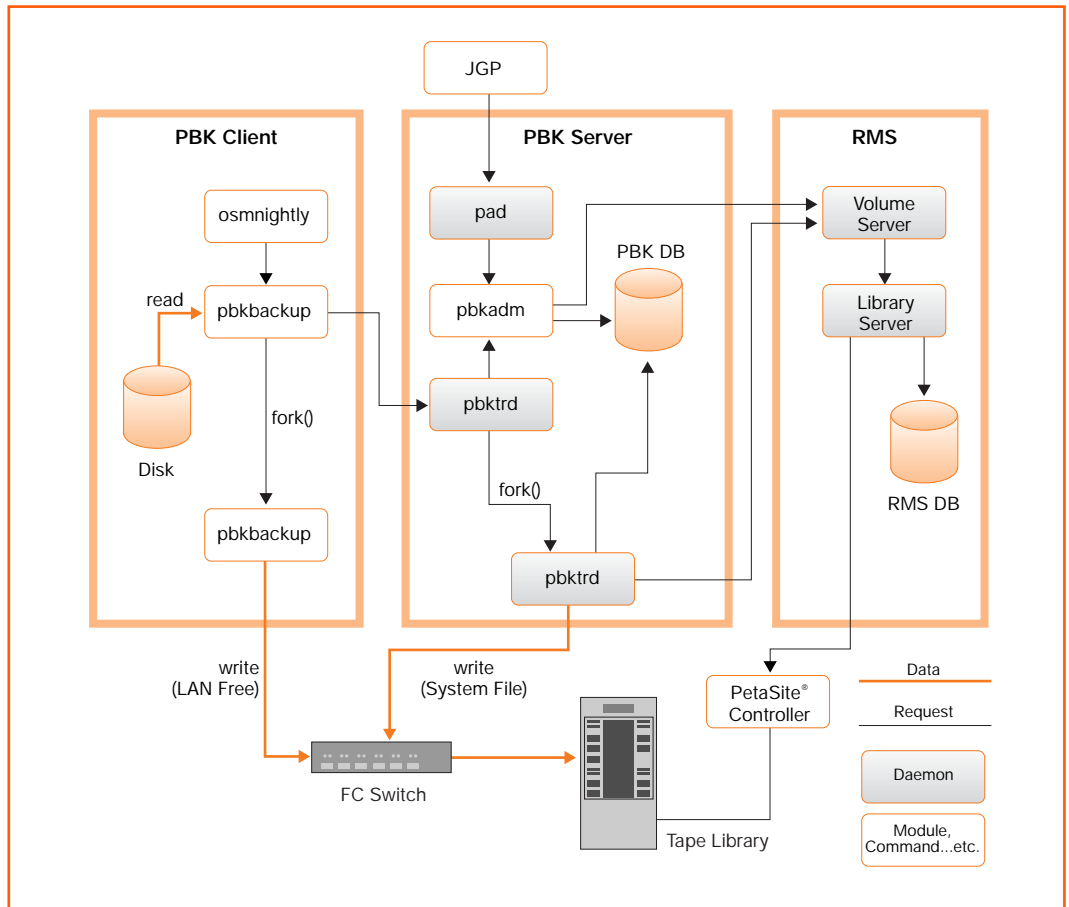 JGP
PBK Client
PBK Server
RMS
osmnightly
pad
Volume
Server
PBK DB
read
pbkbackup
pbkadm
Library
Server
pbktrd
fork()
Disk
fork()
RMS DB
pbkbackup
pbktrd
write
(LAN Free)
write
(System File)
PetaSite®
Controller
Data
Request
FC Switch
Tape Library
Daemon
Module,
Command...etc.